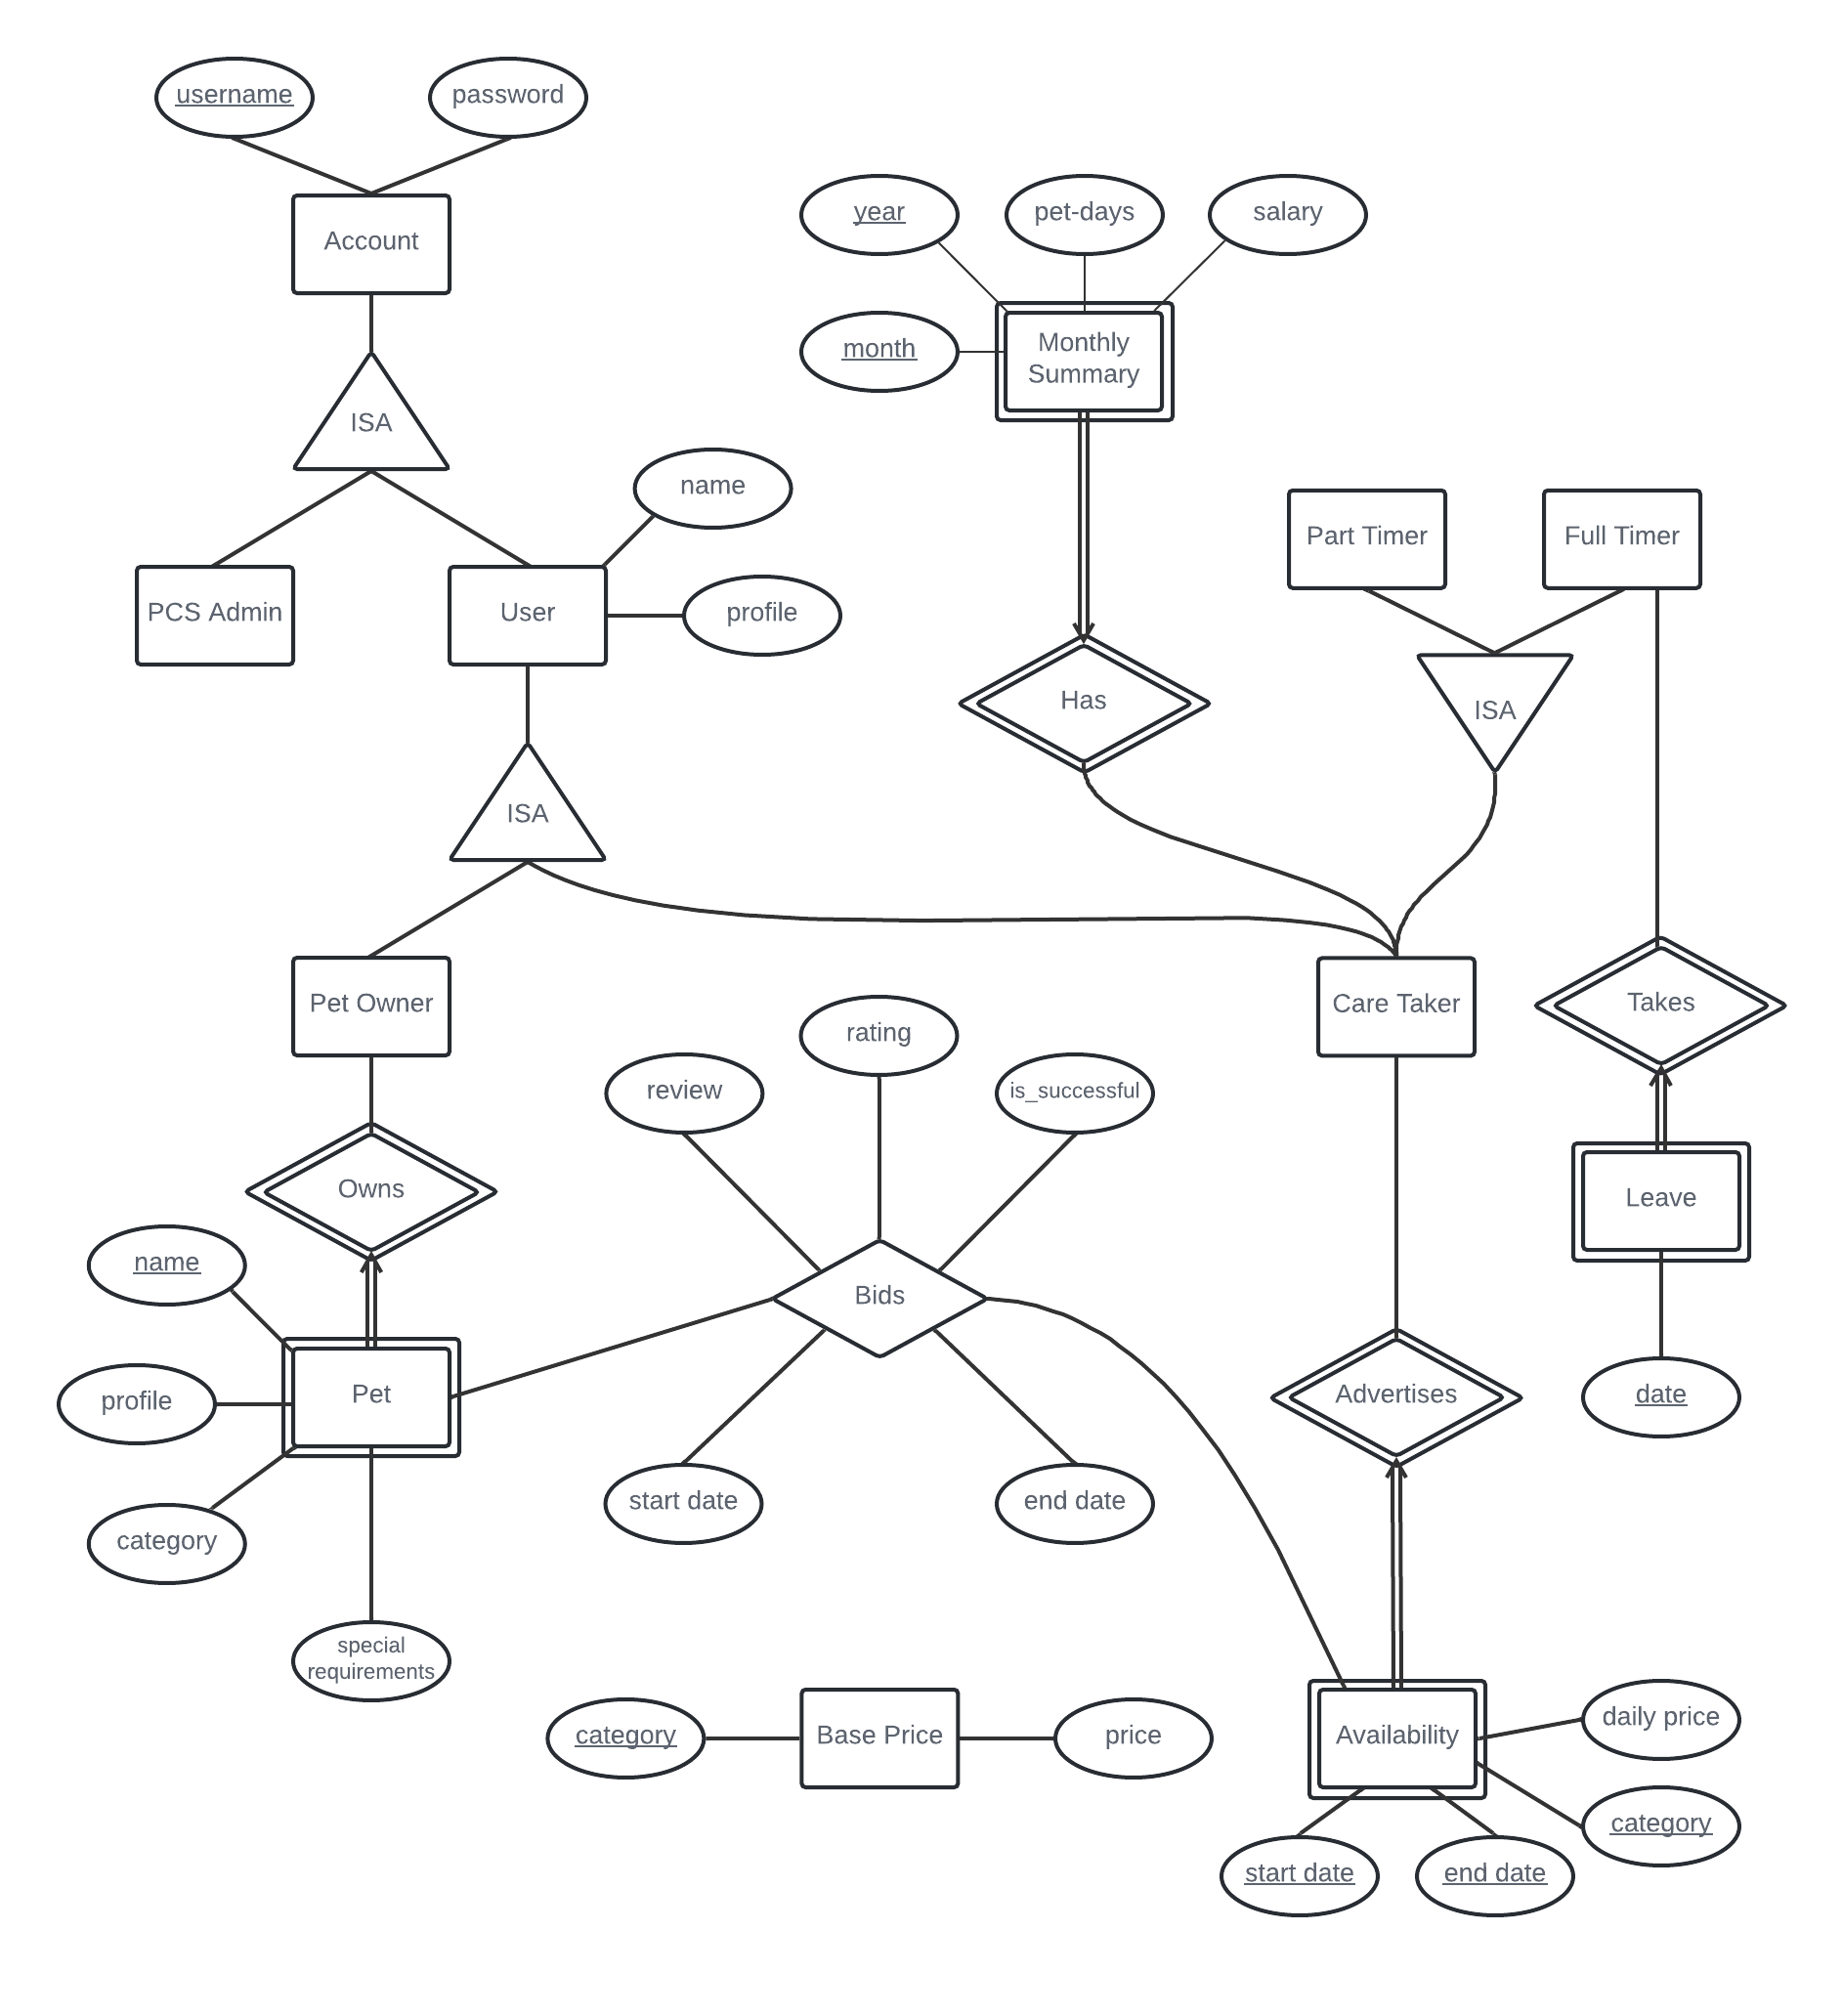 username
password
Account
year
pet-days
salary
month
Monthly
Summary
ISA
name
PCS Admin
User
profile
Part Timer
Full Timer
Has
ISA
ISA
Pet Owner
Care Taker
Takes
rating
review
is_successful
Owns
Leave
name
Bids
Pet
profile
Advertises
date
category
start date
end date
special
requirements
category
Base Price
price
Availability
daily price
category
start date
end date